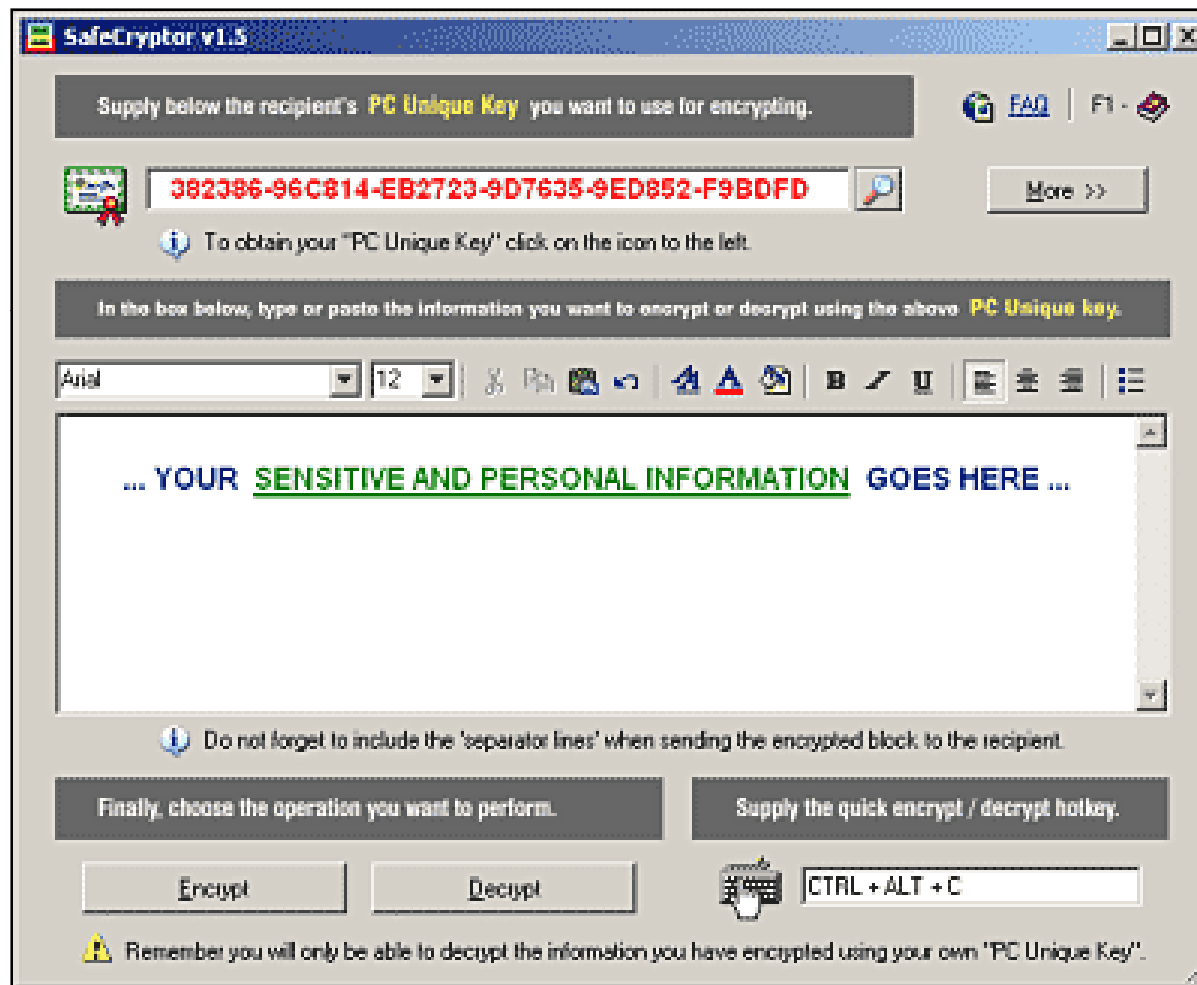 SafeCryptor v1.5
Supply below the recipient's PC Unique Key you want to use for encrypting.
FAQ | F1 -
382386-96C814-EB2723-9D7635-9ED852-F9BDFD
More >>
To obtain your "PC Unique Key" click on the icon to the left.
In the box below, type or paste the information you want to encrypt or decrypt using the above PC Unique key.
Arial 12 B I U
... YOUR SENSITIVE AND PERSONAL INFORMATION GOES HERE ...
Do not forget to include the 'separator lines' when sending the encrypted block to the recipient.
Finally, choose the operation you want to perform.
Supply the quick encrypt / decrypt hotkey.
Encrypt
Decrypt
CTRL + ALT + C
Remember you will only be able to decrypt the information you have encrypted using your own "PC Unique Key".